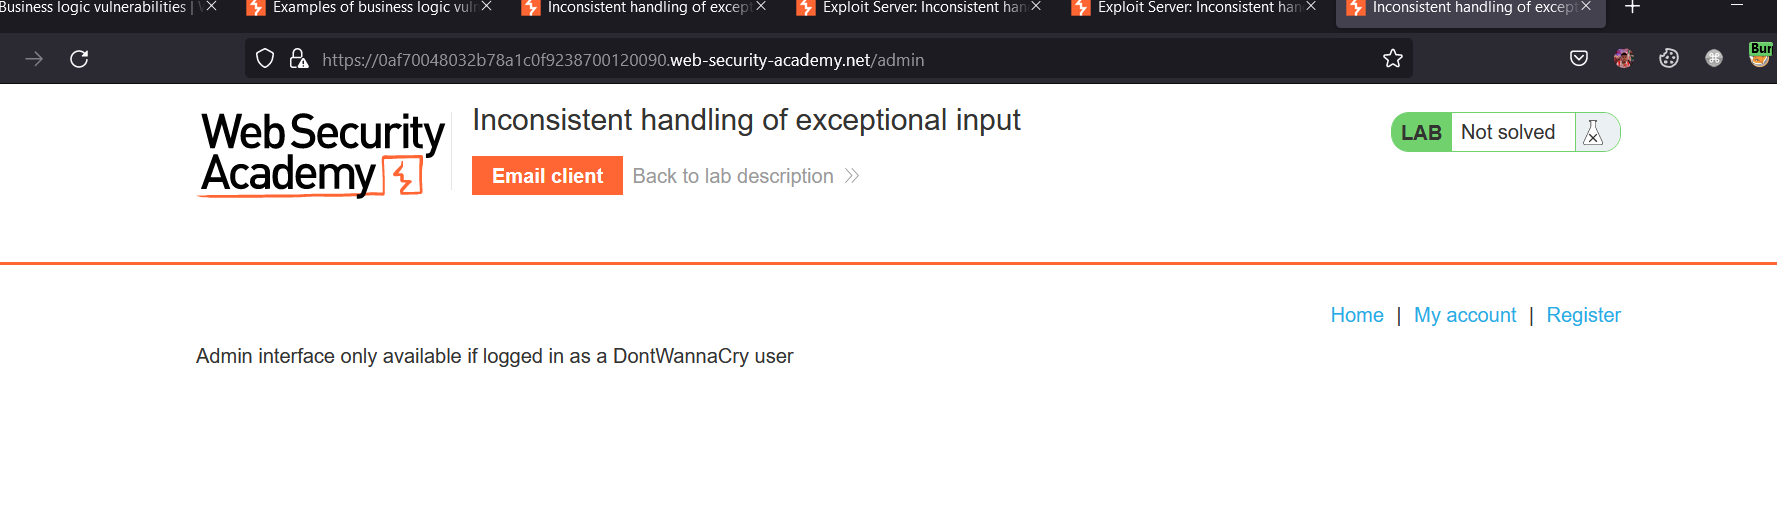 Business logic vulnerabilities |
Examples of business logic vul
Inconsistent handling of except
Exploit Server: Inconsistent han
Exploit Server: Inconsistent han
Inconsistent handling of except
Bur
https://0af70048032b78a1c0f9238700120090.web-security-academy.net/admin
Web Security
Academy
Inconsistent handling of exceptional input
LAB Not solved
Email client Back to lab description
Home | My account | Register
Admin interface only available if logged in as a DontWannaCry user